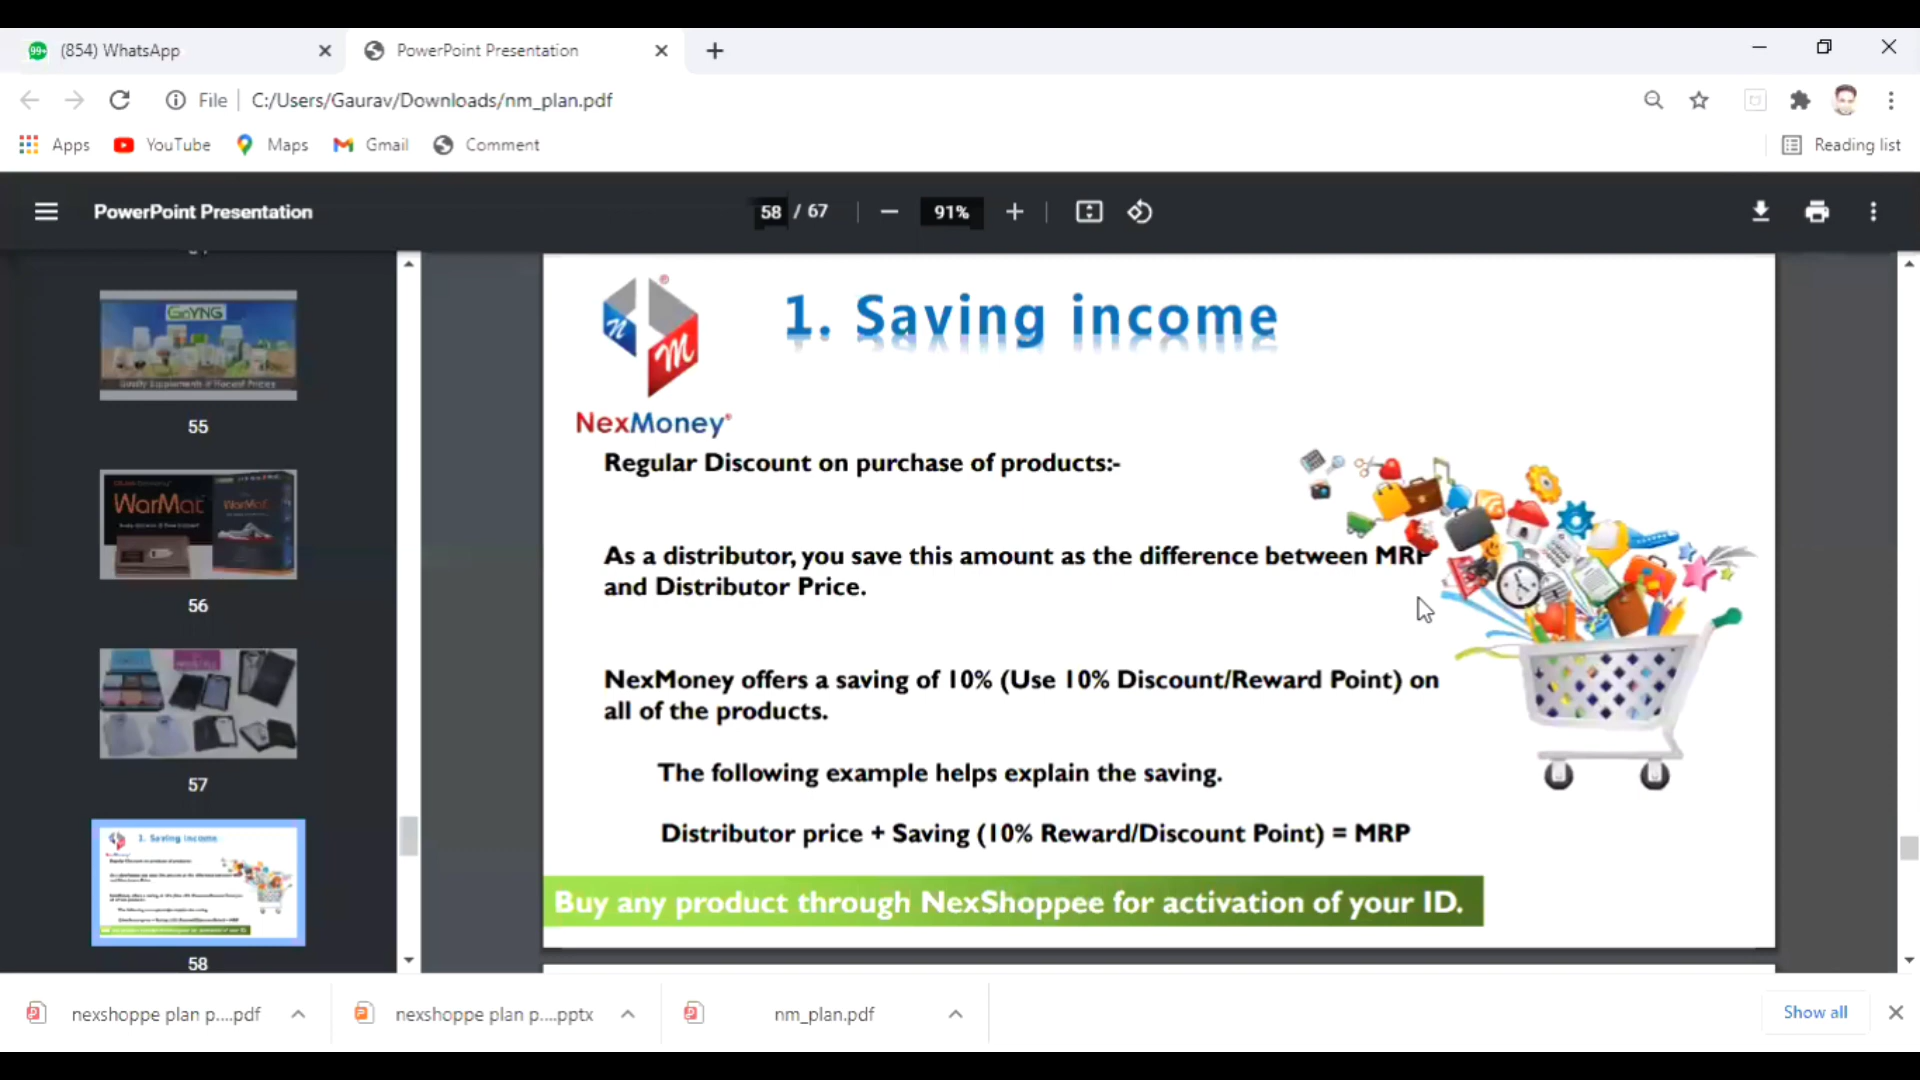 (854) WhatsApp
PowerPoint Presentation
File
C:/Users/Gaurav/Downloads/nm_plan.pdf
Apps
YouTube
Maps
Gmail
Comment
Reading list
PowerPoint Presentation
58 / 67
91%
55
WarMat
56
57
1. Saving income
58
1. Saving income
NexMoney®
Regular Discount on purchase of products:-
As a distributor, you save this amount as the difference between MRP
and Distributor Price.
NexMoney offers a saving of 10% (Use 10% Discount/Reward Point) on
all of the products.
The following example helps explain the saving.
Distributor price + Saving (10% Reward/Discount Point) = MRP
Buy any product through NexShoppee for activation of your ID.
nexshoppe plan p....pdf
nexshoppe plan p....pptx
nm_plan.pdf
Show all